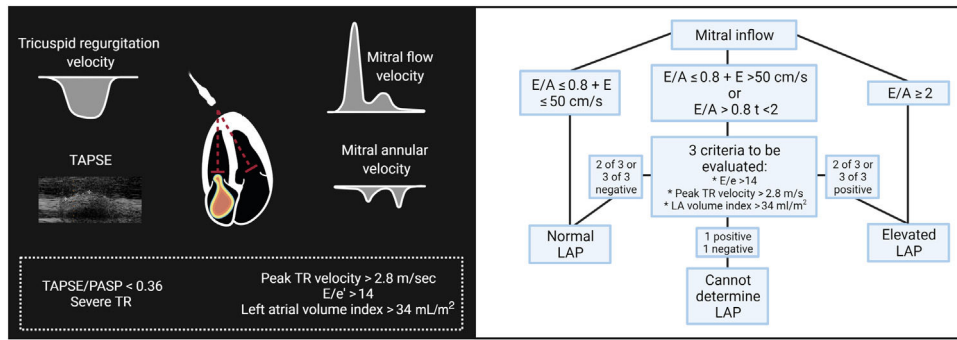 Tricuspid regurgitation
velocity
Mitral flow
velocity
TAPSE
Mitral annular
velocity
TAPSE/PASP < 0.36
Severe TR
Peak TR velocity > 2.8 m/sec
E/e' > 14
Left atrial volume index > 34 mL/m²
Mitral inflow
E/A ≤ 0.8 + E
≤ 50 cm/s
E/A ≤ 0.8 + E >50 cm/s
or
E/A > 0.8 t <2
E/A ≥ 2
3 criteria to be
evaluated:
* E/e >14
* Peak TR velocity > 2.8 m/s
* LA volume index > 34 ml/m²
2 of 3 or
3 of 3
negative
2 of 3 or
3 of 3
positive
Normal
LAP
1 positive
1 negative
Elevated
LAP
Cannot
determine
LAP